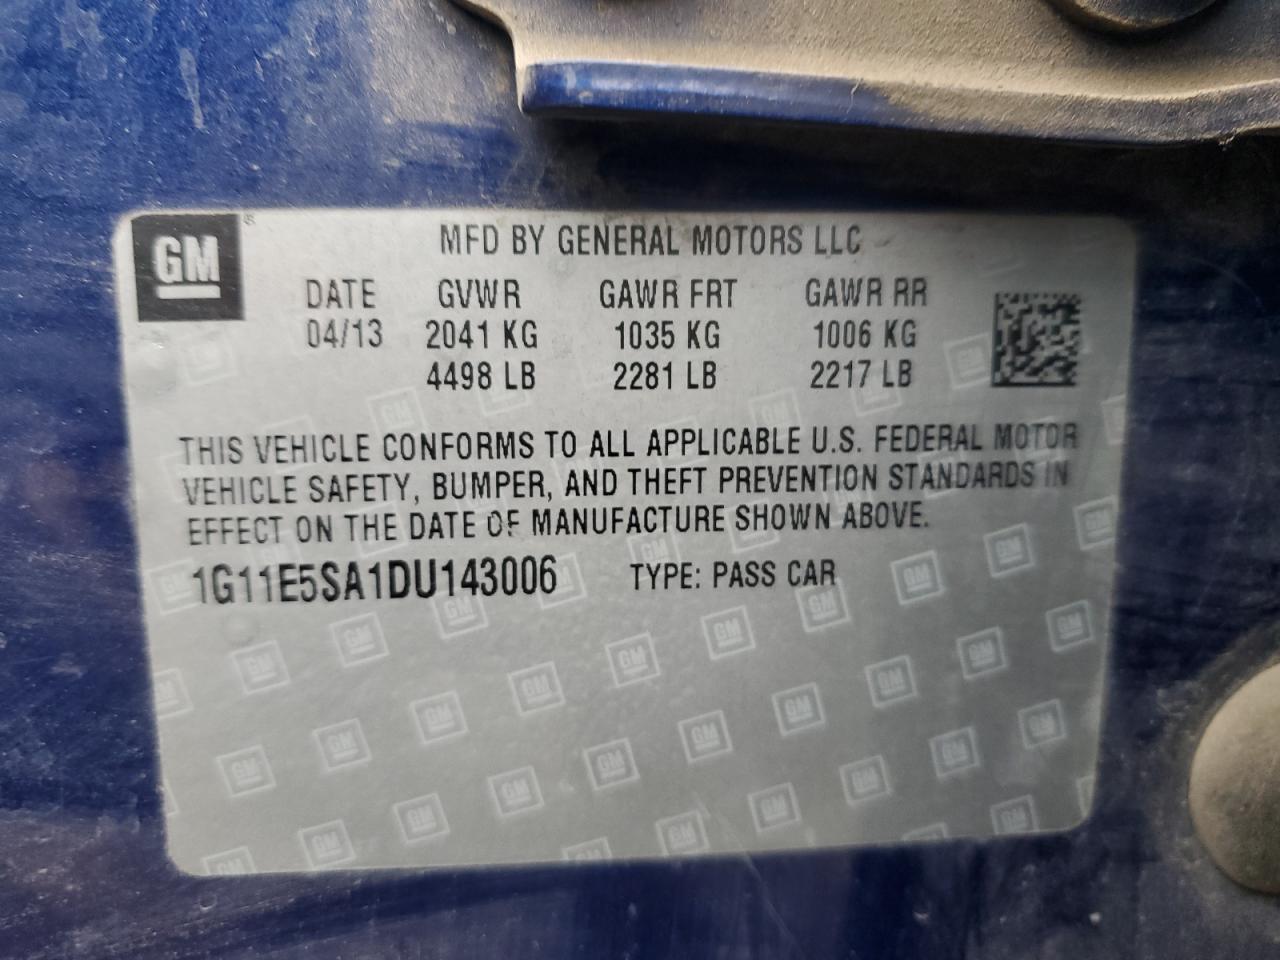 GM
MFD BY GENERAL MOTORS LLC
DATE GVWR GAWR FRT GAWR RR
04/13 2041 KG 1035 KG 1006 KG
4498 LB 2281 LB 2217 LB
THIS VEHICLE CONFORMS TO ALL APPLICABLE U.S. FEDERAL MOTOR
VEHICLE SAFETY, BUMPER, AND THEFT PREVENTION STANDARDS IN
EFFECT ON THE DATE OF MANUFACTURE SHOWN ABOVE.
1G11E5SA1DU143006 TYPE: PASS CAR